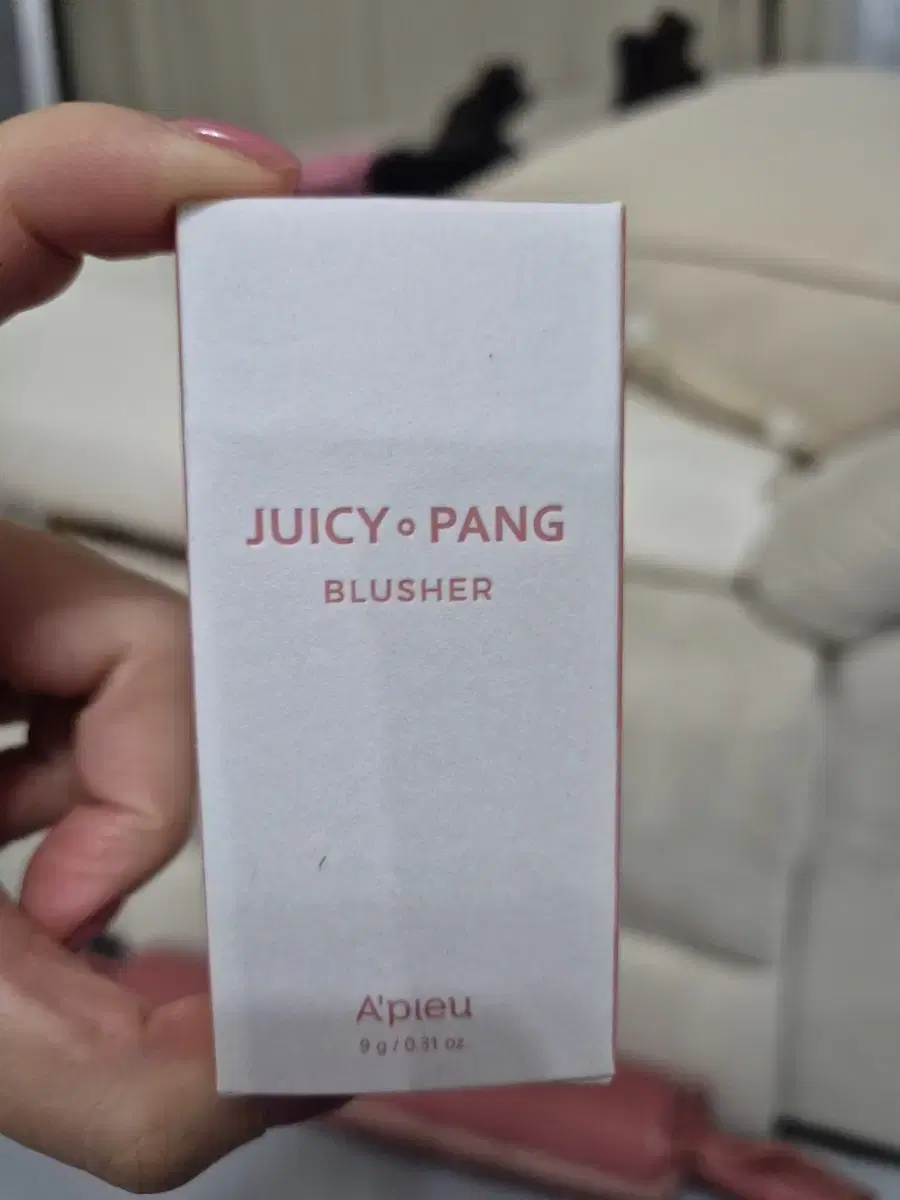 JUICY∘PANG
BLUSHER
A'pieu
9 g / 0.31 oz.